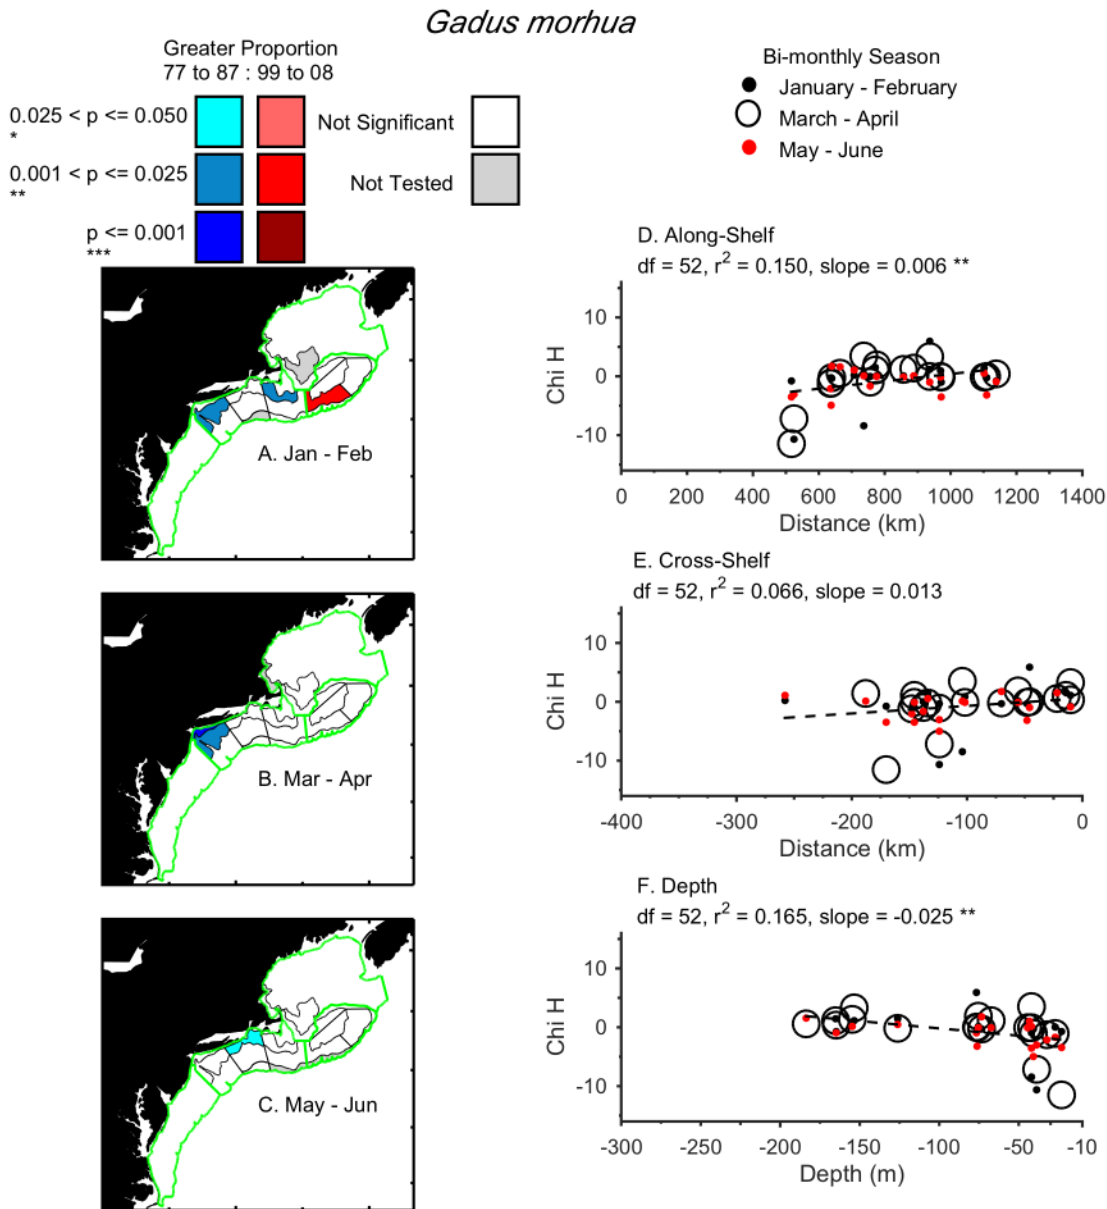 Gadus morhua
Greater Proportion
77 to 87 : 99 to 08
0.025 < p <= 0.050
*
0.001 < p <= 0.025
**
p <= 0.001
***
Not Significant
Not Tested
Bi-monthly Season
January - February
March - April
May - June
A. Jan - Feb
B. Mar - Apr
C. May - Jun
D. Along-Shelf
df = 52, r² = 0.150, slope = 0.006 **
10
0
-10
Chi H
0 200 400 600 800 1000 1200 1400
Distance (km)
E. Cross-Shelf
df = 52, r² = 0.066, slope = 0.013
10
0
-10
Chi H
-400 -300 -200 -100 0
Distance (km)
F. Depth
df = 52, r² = 0.165, slope = -0.025 **
10
0
-10
Chi H
-300 -250 -200 -150 -100 -50 -10
Depth (m)